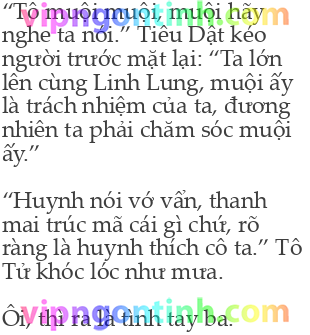 “Tô muội muội, muội hãy
nghe ta nói.” Tiêu Dật kéo
người trước mặt lại: “Ta lớn
lên cùng Linh Lung, muội ấy
là trách nhiệm của ta, đương
nhiên ta phải chăm sóc muội
ấy.”
“Huynh nói vớ vẩn, thanh
mai trúc mã cái gì chứ, rõ
ràng là huynh thích cô ta.” Tô
Tử khóc lóc như mưa.
Ôi, thì ra là tình tay ba.
vipngontinh.com
vipngontinh.com